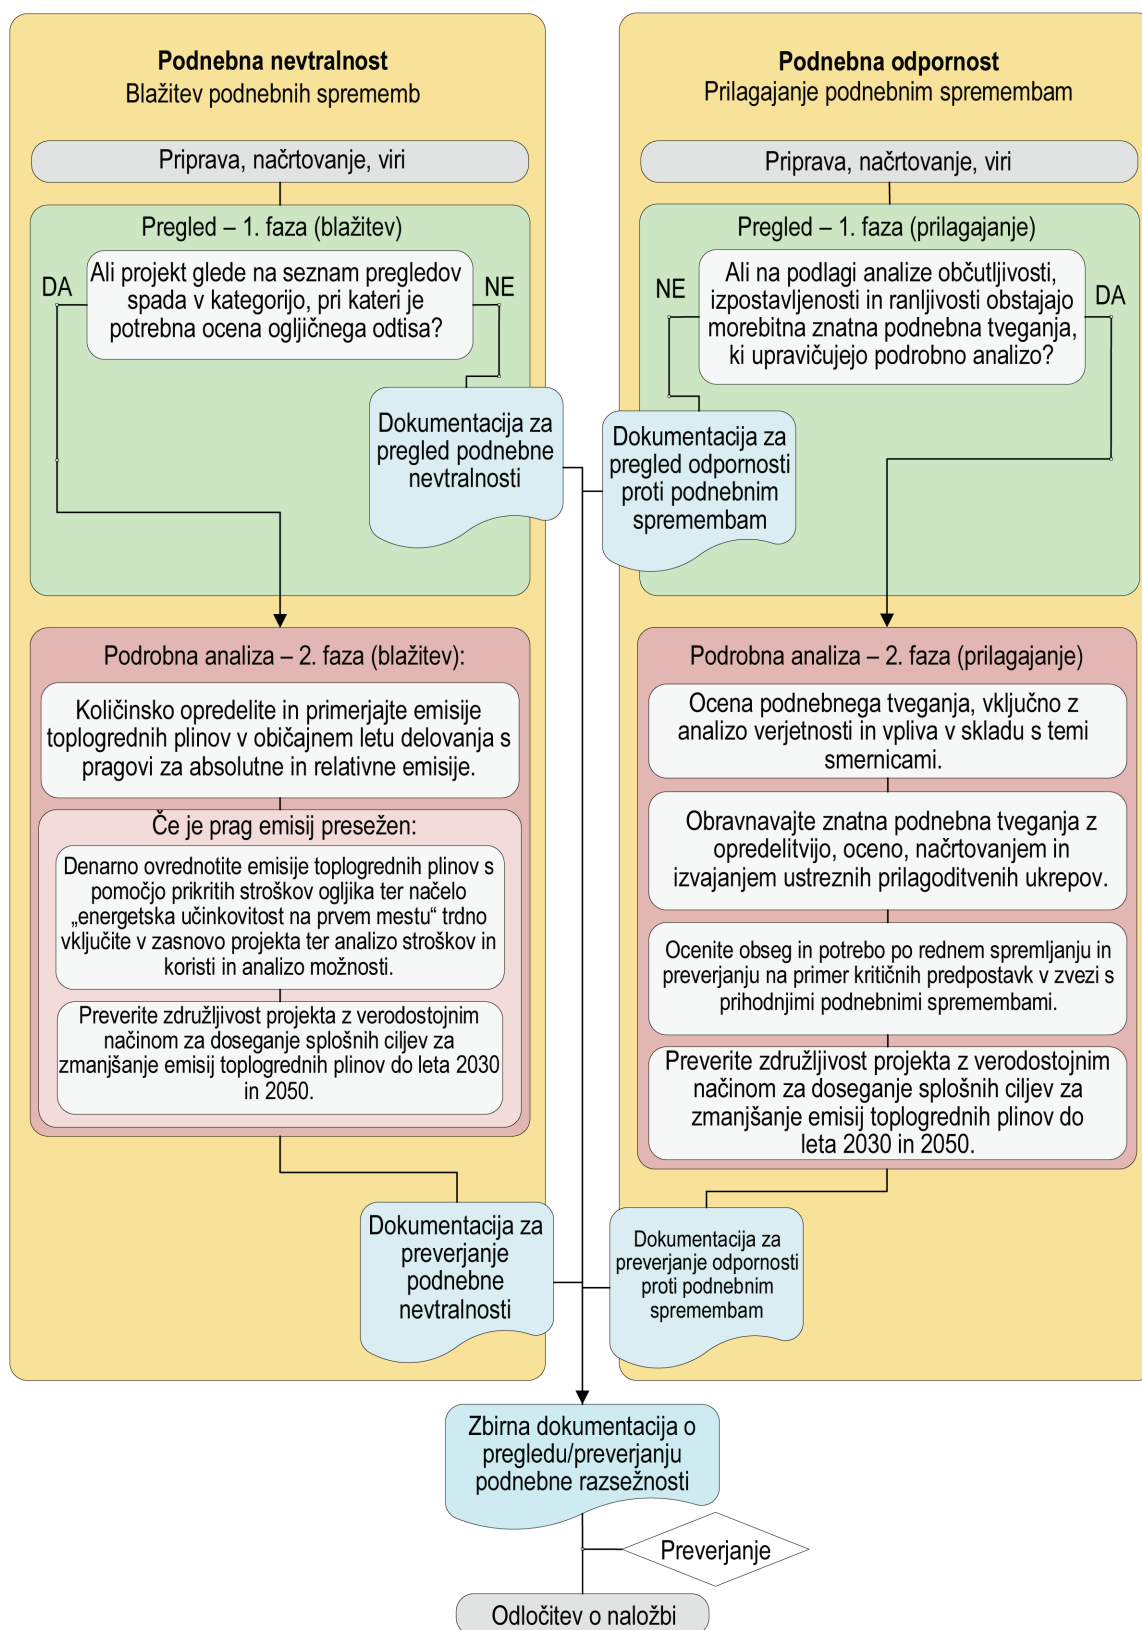 Podnebna nevtralnost
Blažitev podnebnih sprememb
Priprava, načrtovanje, viri
Pregled – 1. faza (blažitev)
DA
Ali projekt glede na seznam pregledov
spada v kategorijo, pri kateri je
potrebna ocena ogljičnega odtisa?
NE
Dokumentacija za
pregled podnebne
nevtralnosti
Podrobna analiza – 2. faza (blažitev):
Količinsko opredelite in primerjajte emisije
toplogrednih plinov v običajnem letu delovanja s
pragovi za absolutne in relativne emisije.
Če je prag emisij presežen:
Denarno ovrednotite emisije toplogrednih plinov s
pomočjo prikritih stroškov ogljika ter načelo
„energetska učinkovitost na prvem mestu“ trdno
vključite v zasnovo projekta ter analizo stroškov in
koristi in analizo možnosti.
Preverite združljivost projekta z verodostojnim
načinom za doseganje splošnih ciljev za
zmanjšanje emisij toplogrednih plinov do leta 2030
in 2050.
Dokumentacija za
preverjanje
podnebne
nevtralnosti
Podnebna odpornost
Prilagajanje podnebnim spremembam
Priprava, načrtovanje, viri
Pregled – 1. faza (prilagajanje)
NE
Ali na podlagi analize občutljivosti,
izpostavljenosti in ranljivosti obstajajo
morebitna znatna podnebna tveganja,
ki upravičujejo podrobno analizo?
DA
Dokumentacija za
pregled odpornosti
proti podnebnim
spremembam
Podrobna analiza – 2. faza (prilagajanje)
Ocena podnebnega tveganja, vključno z
analizo verjetnosti in vpliva v skladu s temi
smernicami.
Obravnavajte znatna podnebna tveganja z
opredelitvijo, oceno, načrtovanjem in
izvajanjem ustreznih prilagoditvenih ukrepov.
Ocenite obseg in potrebo po rednem spremljanju in
preverjanju na primer kritičnih predpostavk v zvezi s
prihodnjimi podnebnimi spremembami.
Preverite združljivost projekta z verodostojnim
načinom za doseganje splošnih ciljev za
zmanjšanje emisij toplogrednih plinov do
leta 2030 in 2050.
Dokumentacija za
preverjanje odpornosti
proti podnebnim
spremembam
Zbirna dokumentacija o
pregledu/preverjanju
podnebne razsežnosti
Preverjanje
Odločitev o naložbi